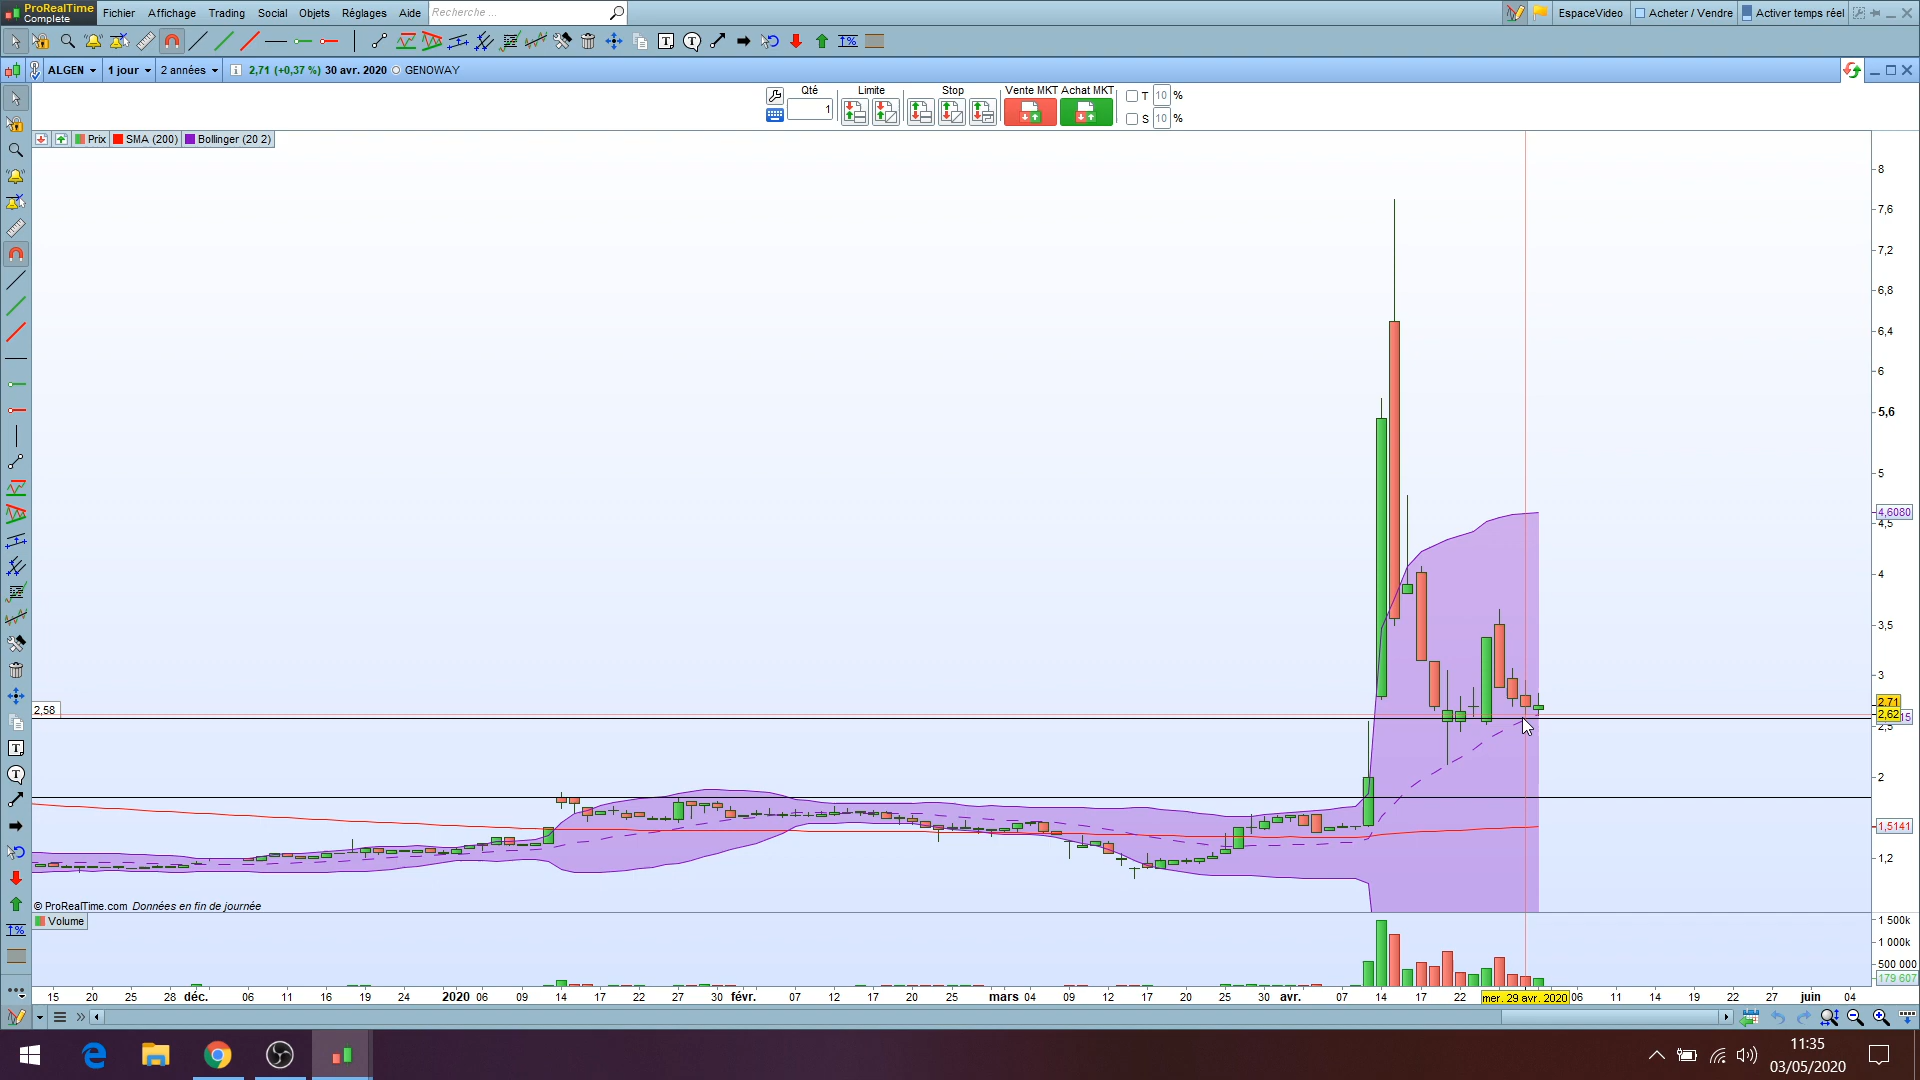 ProRealTime
Complete
Fichier Affichage Trading Social Objets Réglages Aide Recherche ...
EspaceVideo Acheter / Vendre Activer temps réel
ALGEN 1 jour 2 années 2,71 (+0,37 %) 30 avr. 2020 GENOWAY
Qté Limite Stop Vente MKT Achat MKT T 10 %
1
S 10 %
Prix SMA (200) Bollinger (20 2)
8
7,6
7,2
6,8
6,4
6
5,6
5
4,6080
4,5
4
3,5
3
2,71
2,58
2,62
2,5
2
1,5141
1,2
© ProRealTime.com Données en fin de journée
Volume
1 500k
1 000k
500 000
179 607
15 20 25 28 déc. 06 11 16 19 24 2020 06 09 14 17 22 27 30 févr. 07 12 17 20 25 mars 04 09 12 17 20 25 30 avr. 07 14 17 22 mer. 29 avr. 2020 06 11 14 19 22 27 juin 04
11:35
03/05/2020